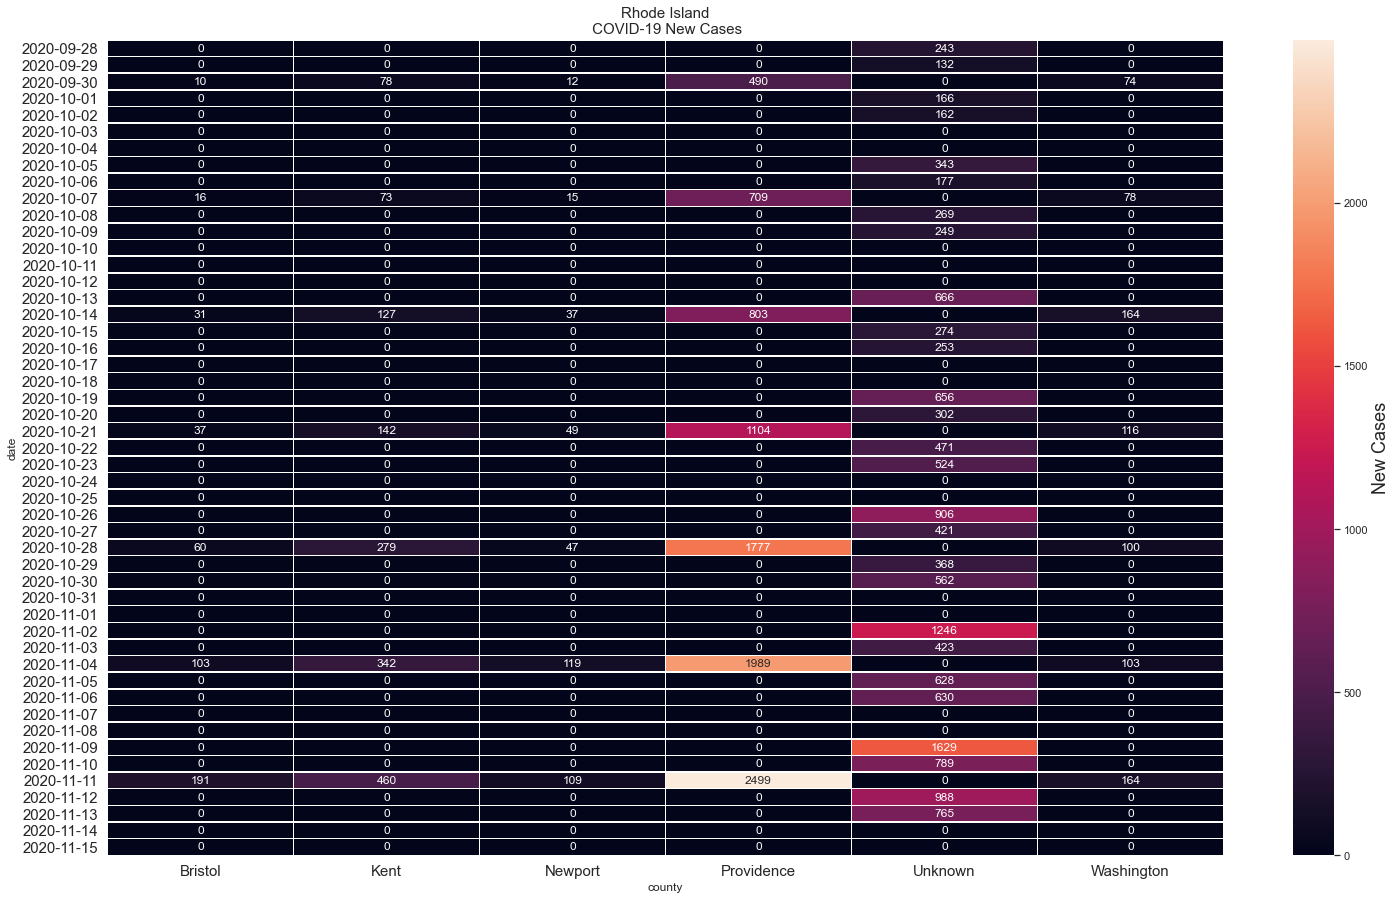 Rhode Island
COVID-19 New Cases
2020-09-28 0 0 0 0 243 0
2020-09-29 0 0 0 0 132 0
2020-09-30 10 78 12 490 0 74
2020-10-01 0 0 0 0 166 0
2020-10-02 0 0 0 0 162 0
2020-10-03 0 0 0 0 0 0
2020-10-04 0 0 0 0 0 0
2020-10-05 0 0 0 0 343 0
2020-10-06 0 0 0 0 177 0
2020-10-07 16 73 15 709 0 78
2020-10-08 0 0 0 0 269 0
2020-10-09 0 0 0 0 249 0
2020-10-10 0 0 0 0 0 0
2020-10-11 0 0 0 0 0 0
2020-10-12 0 0 0 0 0 0
2020-10-13 0 0 0 0 666 0
2020-10-14 31 127 37 803 0 164
2020-10-15 0 0 0 0 274 0
2020-10-16 0 0 0 0 253 0
2020-10-17 0 0 0 0 0 0
2020-10-18 0 0 0 0 0 0
2020-10-19 0 0 0 0 656 0
2020-10-20 0 0 0 0 302 0
2020-10-21 37 142 49 1104 0 116
2020-10-22 0 0 0 0 471 0
2020-10-23 0 0 0 0 524 0
2020-10-24 0 0 0 0 0 0
2020-10-25 0 0 0 0 0 0
2020-10-26 0 0 0 0 906 0
2020-10-27 0 0 0 0 421 0
2020-10-28 60 279 47 1777 0 100
2020-10-29 0 0 0 0 368 0
2020-10-30 0 0 0 0 562 0
2020-10-31 0 0 0 0 0 0
2020-11-01 0 0 0 0 0 0
2020-11-02 0 0 0 0 1246 0
2020-11-03 0 0 0 0 423 0
2020-11-04 103 342 119 1989 0 103
2020-11-05 0 0 0 0 628 0
2020-11-06 0 0 0 0 630 0
2020-11-07 0 0 0 0 0 0
2020-11-08 0 0 0 0 0 0
2020-11-09 0 0 0 0 1629 0
2020-11-10 0 0 0 0 789 0
2020-11-11 191 460 109 2499 0 164
2020-11-12 0 0 0 0 988 0
2020-11-13 0 0 0 0 765 0
2020-11-14 0 0 0 0 0 0
2020-11-15 0 0 0 0 0 0
Bristol Kent Newport Providence Unknown Washington
county
date
2000
1500
1000
500
0
New Cases